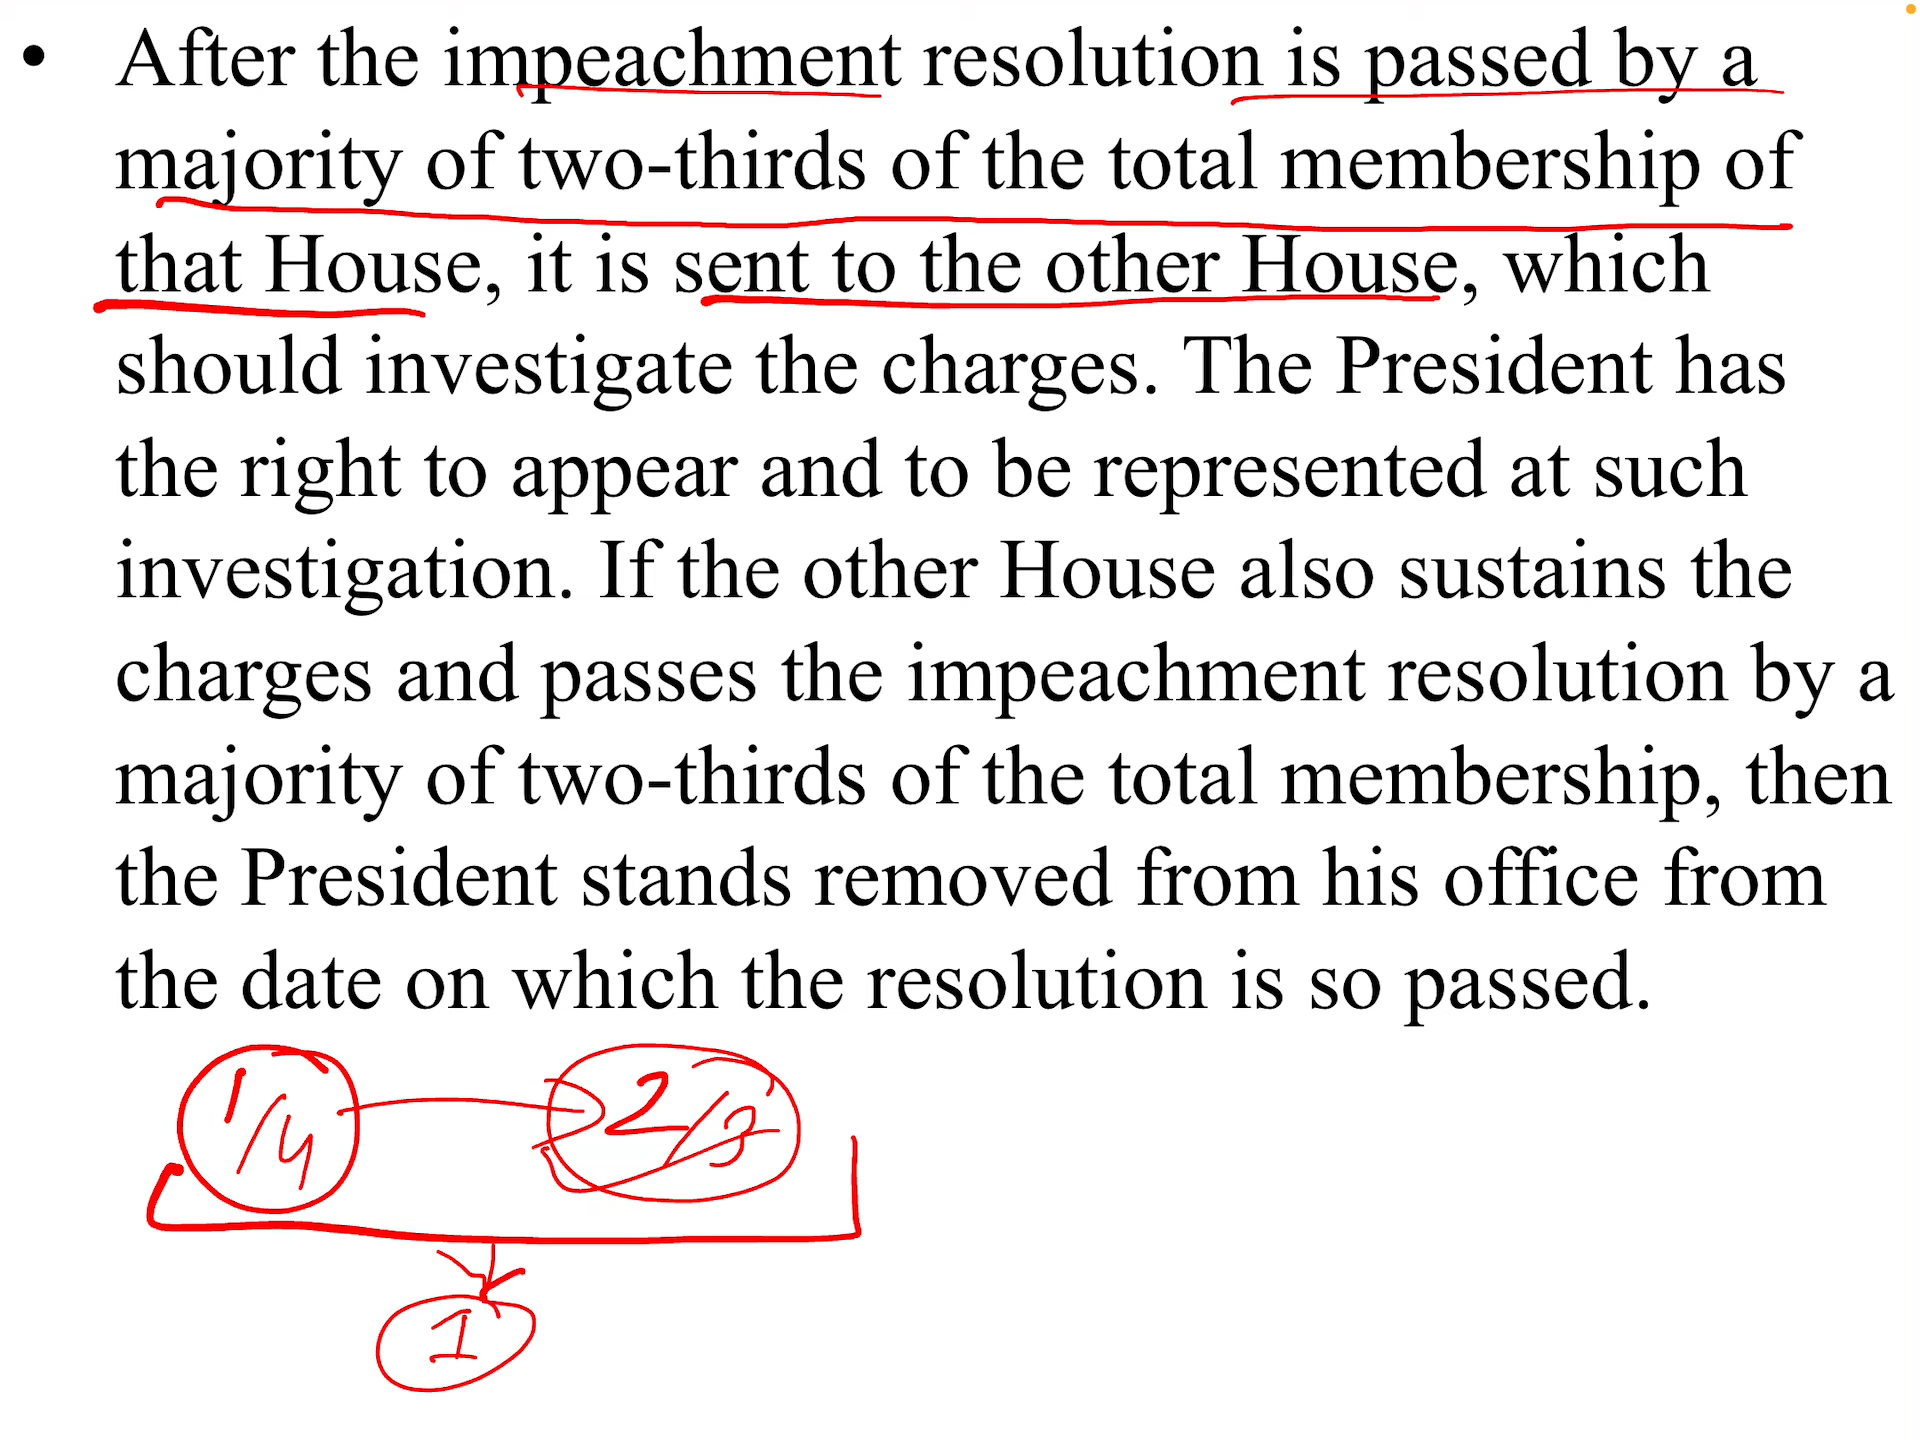 • After the impeachment resolution is passed by a
majority of two-thirds of the total membership of
that House, it is sent to the other House, which
should investigate the charges. The President has
the right to appear and to be represented at such
investigation. If the other House also sustains the
charges and passes the impeachment resolution by a
majority of two-thirds of the total membership, then
the President stands removed from his office from
the date on which the resolution is so passed.
1/4 2/3
1